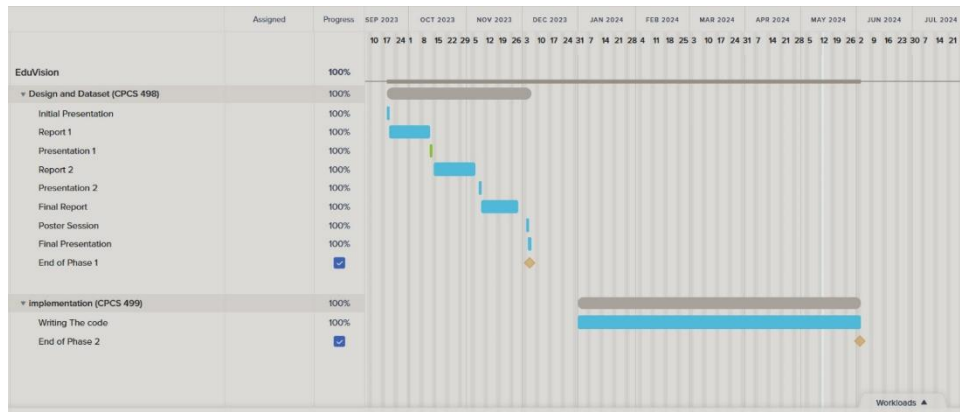 Assigned Progress SEP 2023 OCT 2023 NOV 2023 DEC 2023 JAN 2024 FEB 2024 MAR 2024 APR 2024 MAY 2024 JUN 2024 JUL 2024
10 17 24 1 8 15 22 29 5 12 19 26 3 10 17 24 31 7 14 21 28 4 11 18 25 3 10 17 24 31 7 14 21 28 5 12 19 26 2 9 16 23 30 7 14 21
EduVision 100%
Design and Dataset (CPCS 498) 100%
Initial Presentation 100%
Report 1 100%
Presentation 1 100%
Report 2 100%
Presentation 2 100%
Final Report 100%
Poster Session 100%
Final Presentation 100%
End of Phase 1
implementation (CPCS 499) 100%
Writing The code 100%
End of Phase 2
Workloads